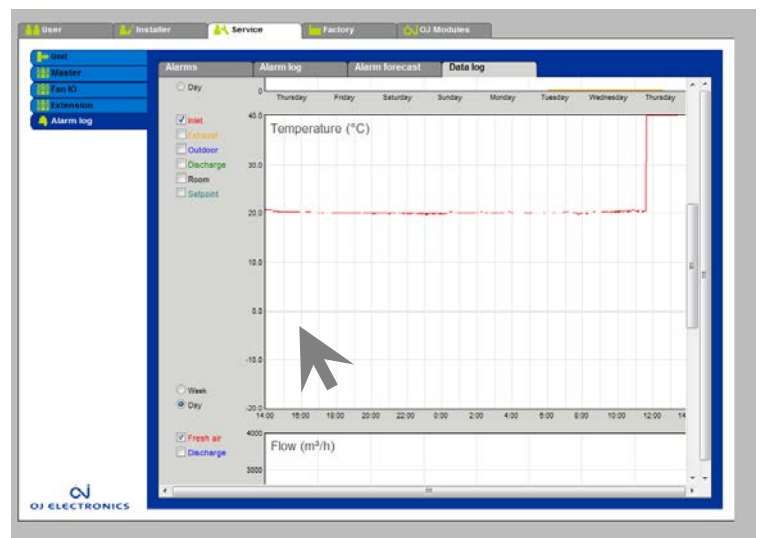 User Installer Service Factory OJ Modules
Unit
Master
Fan IO
Extension
Alarm log
Alarms Alarm log Alarm forecast Data log
Day
0
Thursday Friday Saturday Sunday Monday Tuesday Wednesday Thursday
Inlet
Exhaust
Outdoor
Discharge
Room
Setpoint
40.0
Temperature (°C)
30.0
20.0
10.0
0.0
-10.0
-20.0
Week
Day
14:00 16:00 18:00 20:00 22:00 0:00 2:00 4:00 6:00 8:00 10:00 12:00 14
Fresh air
Discharge
4000
Flow (m³/h)
3000
OJ
OJ ELECTRONICS